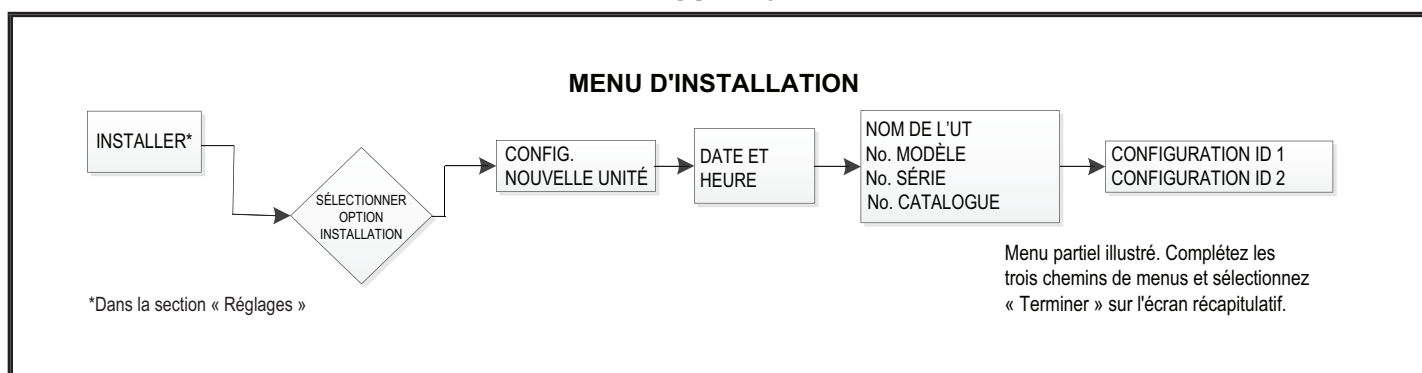 MENU D'INSTALLATION
INSTALLER*
SÉLECTIONNER
OPTION
INSTALLATION
CONFIG.
NOUVELLE UNITÉ
DATE ET
HEURE
NOM DE L'UT
No. MODÈLE
No. SÉRIE
No. CATALOGUE
CONFIGURATION ID 1
CONFIGURATION ID 2
Menu partiel illustré. Complétez les
trois chemins de menus et sélectionnez
« Terminer » sur l'écran récapitulatif.
*Dans la section « Réglages »